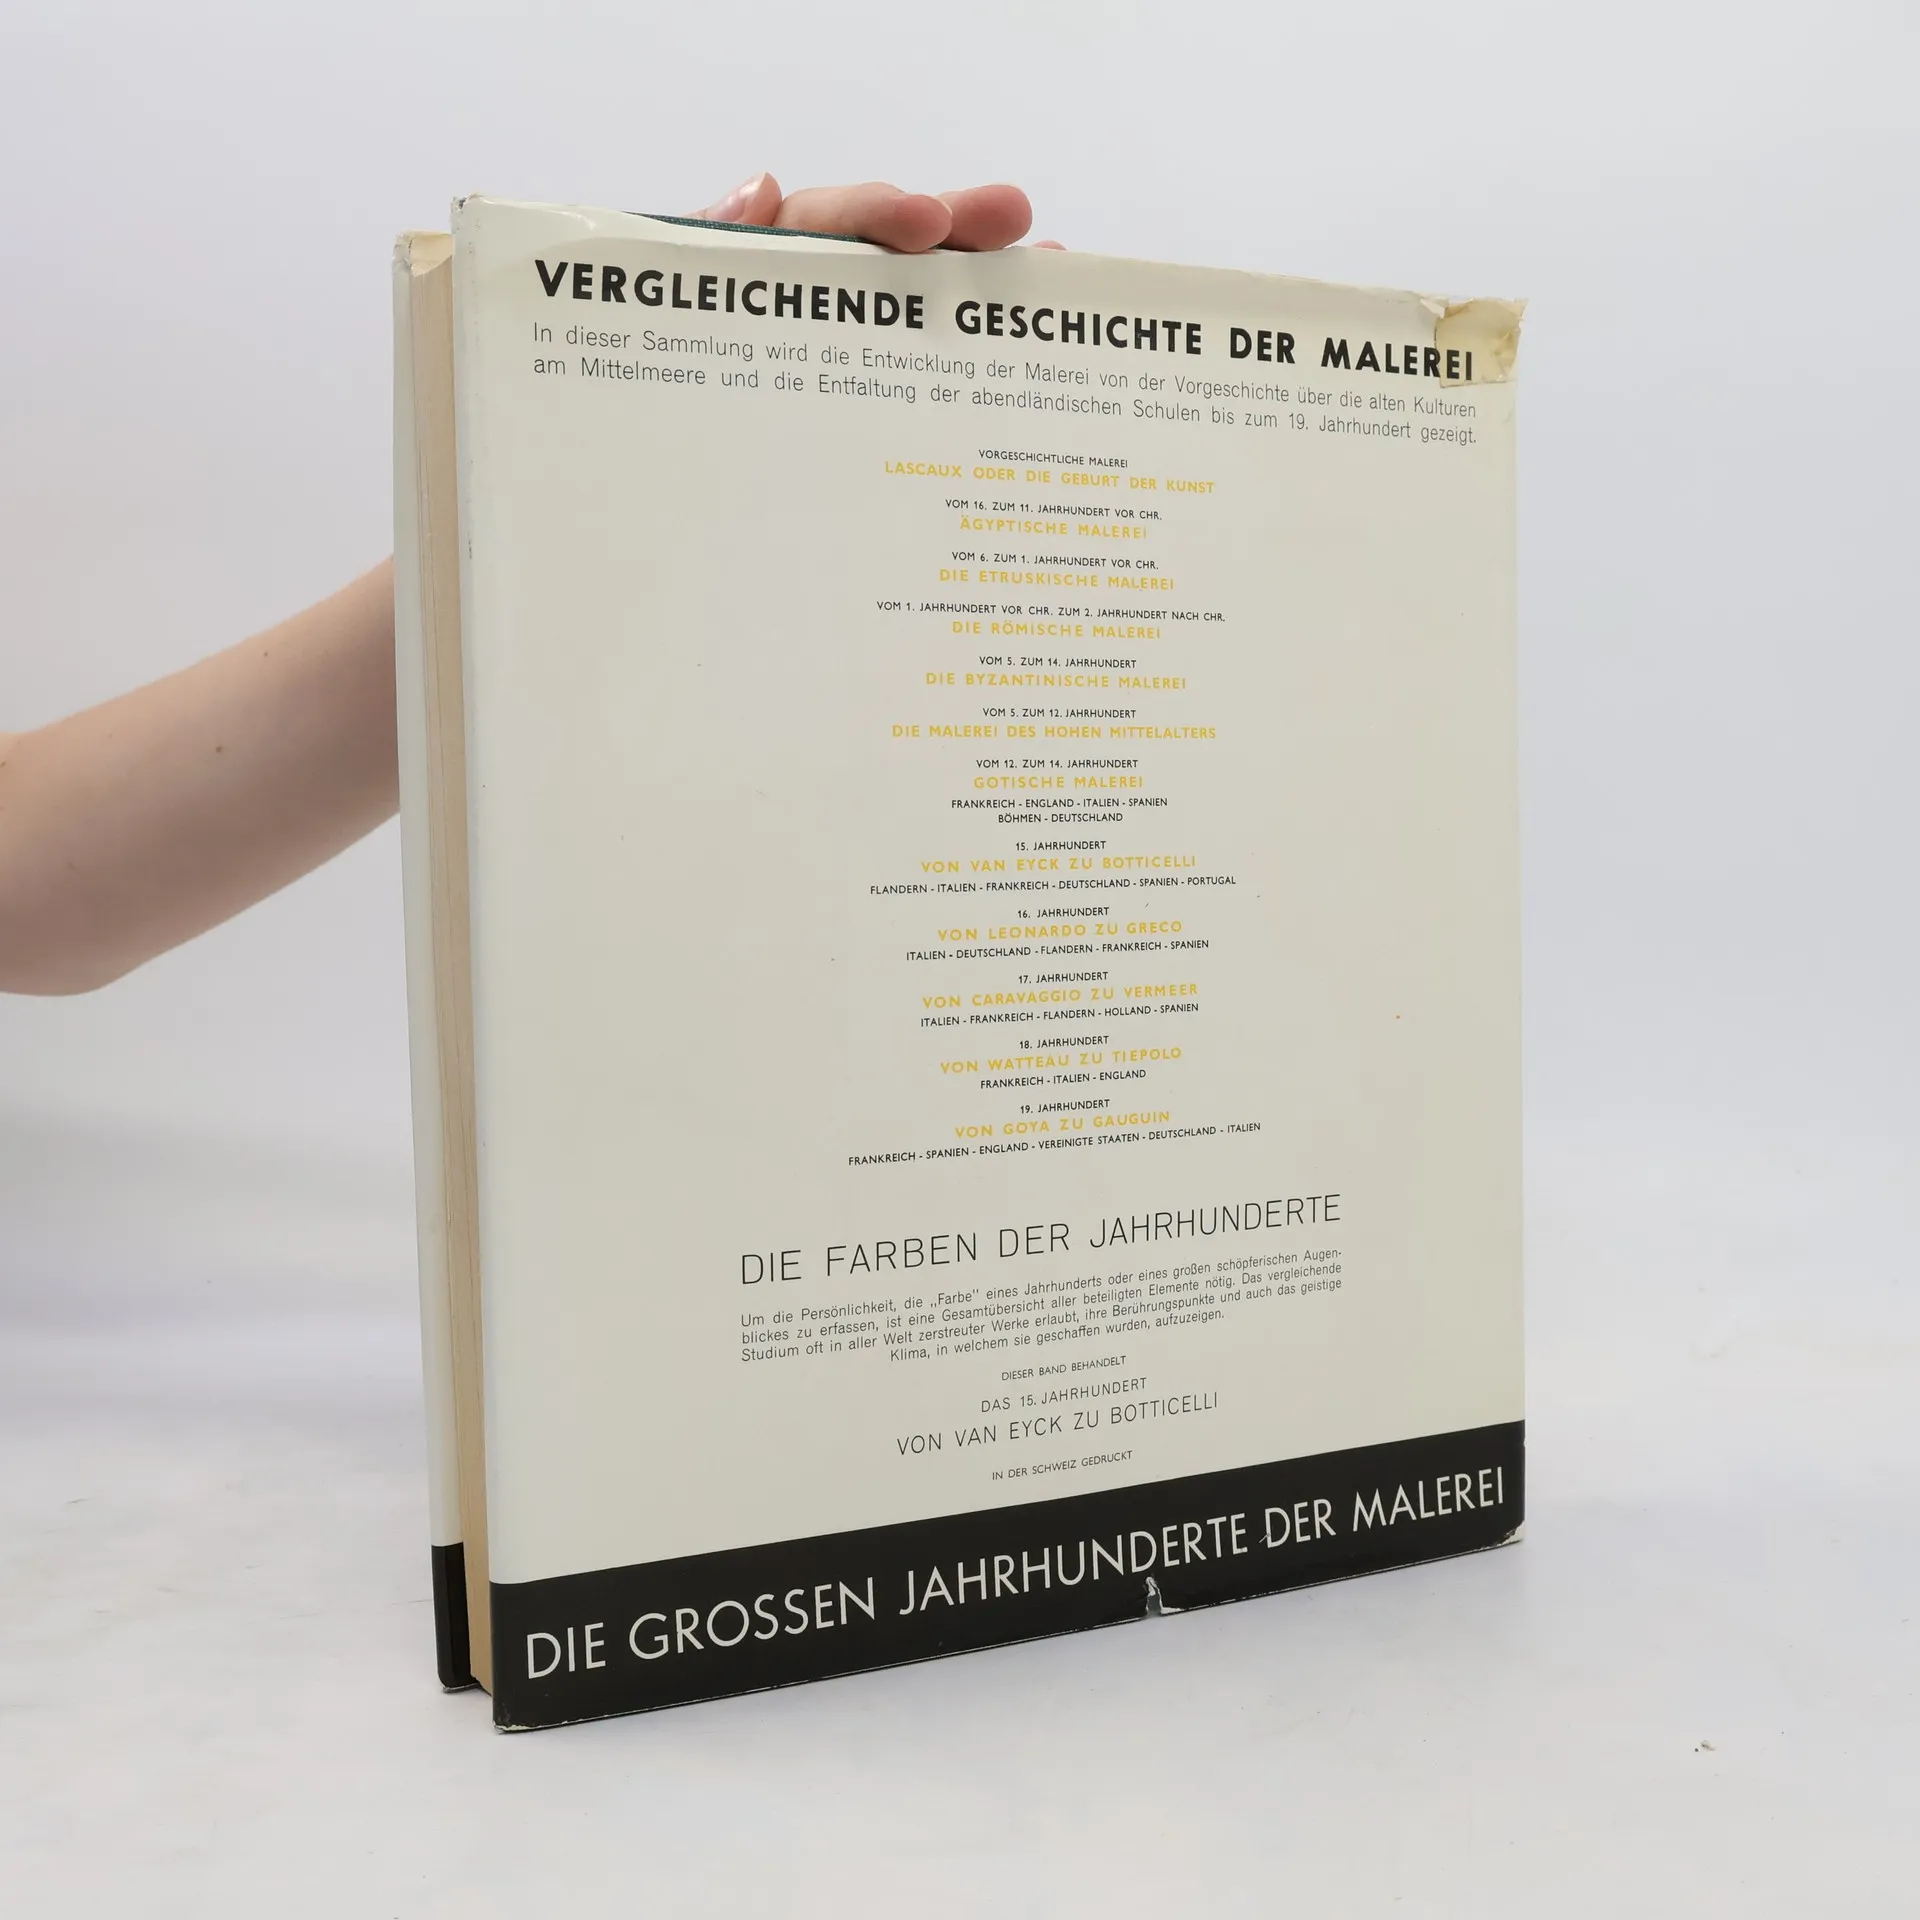 VERGLEICHENDE GESCHICHTE DER MALEREI
In dieser Sammlung wird die Entwicklung der Malerei von der Vorgeschichte über die alten Kulturen
am Mittelmeere und die Entfaltung der abendländischen Schulen bis zum 19. Jahrhundert gezeigt.
VORGESCHICHTLICHE MALEREI
LASCAUX ODER DIE GEBURT DER KUNST
VOM 16. ZUM 11. JAHRHUNDERT VOR CHR.
ÄGYPTISCHE MALEREI
VOM 6. ZUM 1. JAHRHUNDERT VOR CHR.
DIE ETRUSKISCHE MALEREI
VOM 1. JAHRHUNDERT VOR CHR. ZUM 2. JAHRHUNDERT NACH CHR.
DIE RÖMISCHE MALEREI
VOM 5. ZUM 14. JAHRHUNDERT
DIE BYZANTINISCHE MALEREI
VOM 5. ZUM 12. JAHRHUNDERT
DIE MALEREI DES HOHEN MITTELALTERS
VOM 12. ZUM 14. JAHRHUNDERT
GOTISCHE MALEREI
FRANKREICH - ENGLAND - ITALIEN - SPANIEN
BÖHMEN - DEUTSCHLAND
15. JAHRHUNDERT
VON VAN EYCK ZU BOTTICELLI
FLANDERN - ITALIEN - FRANKREICH - DEUTSCHLAND - SPANIEN - PORTUGAL
16. JAHRHUNDERT
VON LEONARDO ZU GRECO
ITALIEN - DEUTSCHLAND - FLANDERN - FRANKREICH - SPANIEN
17. JAHRHUNDERT
VON CARAVAGGIO ZU VERMEER
ITALIEN - FRANKREICH - FLANDERN - HOLLAND - SPANIEN
18. JAHRHUNDERT
VON WATTEAU ZU TIEPOLO
FRANKREICH - ITALIEN - ENGLAND
19. JAHRHUNDERT
VON GOYA ZU GAUGUIN
FRANKREICH - SPANIEN - ENGLAND - VEREINIGTE STAATEN - DEUTSCHLAND - ITALIEN
DIE FARBEN DER JAHRHUNDERTE
Um die Persönlichkeit, die „Farbe" eines Jahrhunderts oder eines großen schöpferischen Augen-
blickes zu erfassen, ist eine Gesamtübersicht aller beteiligten Elemente nötig. Das vergleichende
Studium oft in aller Welt zerstreuter Werke erlaubt, ihre Berührungspunkte und auch das geistige
Klima, in welchem sie geschaffen wurden, aufzuzeigen.
DIESER BAND BEHANDELT
DAS 15. JAHRHUNDERT
VON VAN EYCK ZU BOTTICELLI
IN DER SCHWEIZ GEDRUCKT
DIE GROSSEN JAHRHUNDERTE DER MALEREI